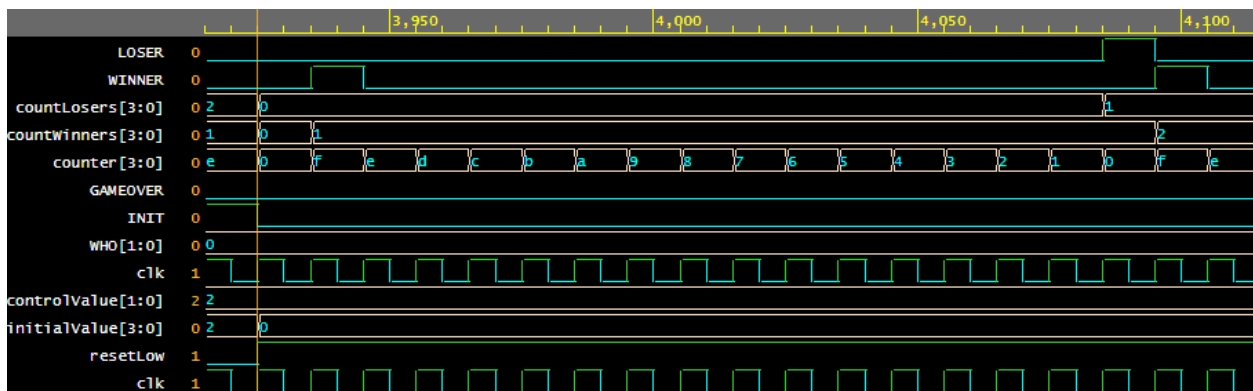 3,950 4,000 4,050 4,100
LOSER 0
WINNER 0
countLosers[3:0] 0 2 0 1
countWinners[3:0] 0 1 0 1 2
counter[3:0] 0 e 0 f e d c b a 9 8 7 6 5 4 3 2 1 0 f e
GAMEOVER 0
INIT 0
WHO[1:0] 0 0
clk 1
controlValue[1:0] 2 2
initialValue[3:0] 0 2 0
resetLow 1
clk 1